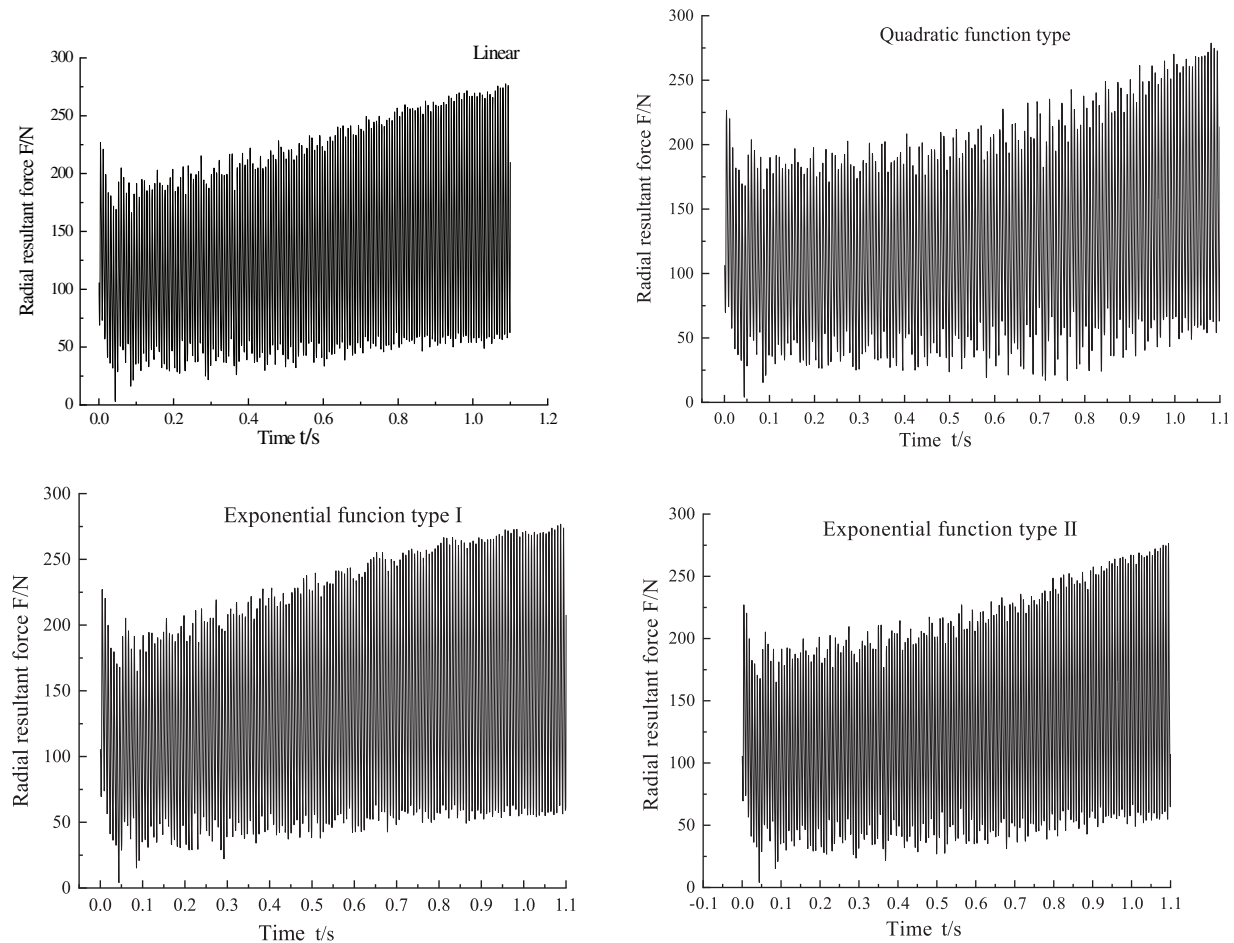 Linear
Radial resultant force F/N
300
250
200
150
100
50
0
0.0 0.2 0.4 0.6 0.8 1.0 1.2
Time t/s
Quadratic function type
Radial resultant force F/N
300
250
200
150
100
50
0
0.0 0.1 0.2 0.3 0.4 0.5 0.6 0.7 0.8 0.9 1.0 1.1
Time t/s
Exponential funcion type I
Radial resultant force F/N
300
250
200
150
100
50
0
0.0 0.1 0.2 0.3 0.4 0.5 0.6 0.7 0.8 0.9 1.0 1.1
Time t/s
Exponential function type II
Radial resultant force F/N
300
250
200
150
100
50
0
-0.1 0.0 0.1 0.2 0.3 0.4 0.5 0.6 0.7 0.8 0.9 1.0 1.1
Time t/s